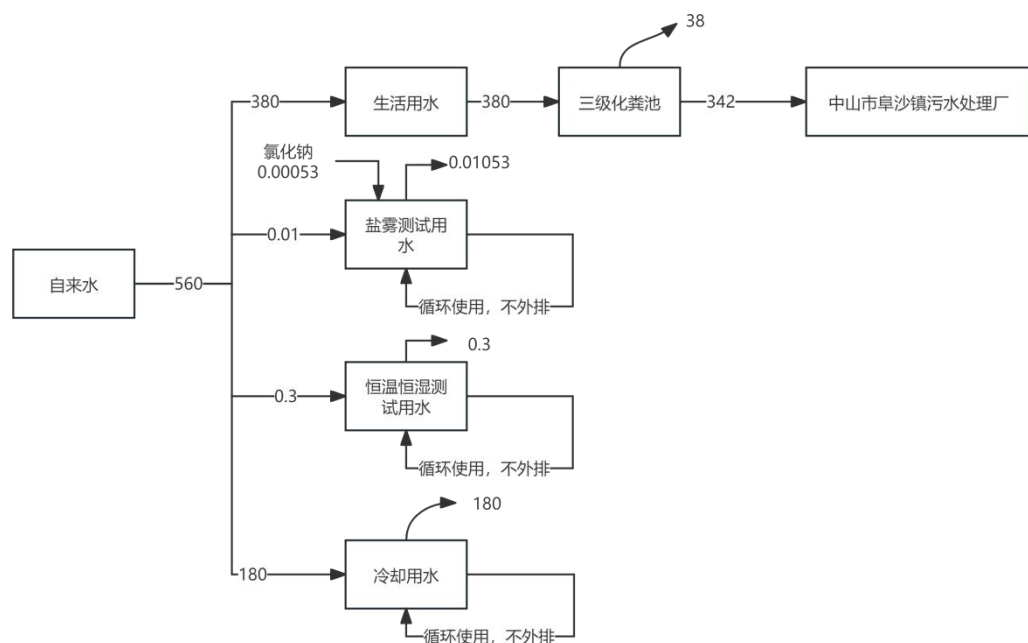 38
380
生活用水
380
三级化粪池
342
中山市阜沙镇污水处理厂
氯化钠
0.00053
0.01053
0.01
盐雾测试用
水
循环使用，不外排
自来水
560
0.3
0.3
恒温恒湿测
试用水
循环使用，不外排
180
180
冷却用水
循环使用，不外排